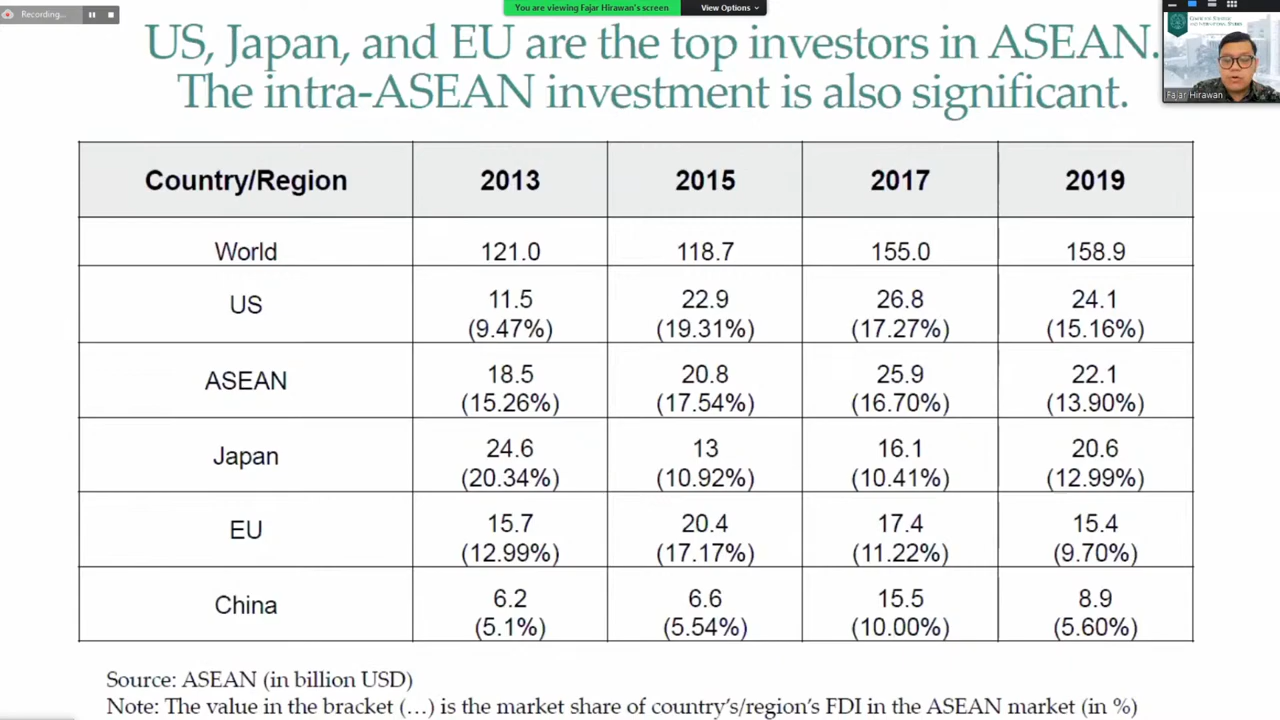 Recording...
You are viewing Fajar Hirawan's screen
View Options
US, Japan, and EU are the top investors in ASEAN.
The intra-ASEAN investment is also significant.
Fajar Hirawan
Country/Region 2013 2015 2017 2019
World 121.0 118.7 155.0 158.9
US 11.5 22.9 26.8 24.1
(9.47%) (19.31%) (17.27%) (15.16%)
ASEAN 18.5 20.8 25.9 22.1
(15.26%) (17.54%) (16.70%) (13.90%)
Japan 24.6 13 16.1 20.6
(20.34%) (10.92%) (10.41%) (12.99%)
EU 15.7 20.4 17.4 15.4
(12.99%) (17.17%) (11.22%) (9.70%)
China 6.2 6.6 15.5 8.9
(5.1%) (5.54%) (10.00%) (5.60%)
Source: ASEAN (in billion USD)
Note: The value in the bracket (…) is the market share of country's/region's FDI in the ASEAN market (in %)